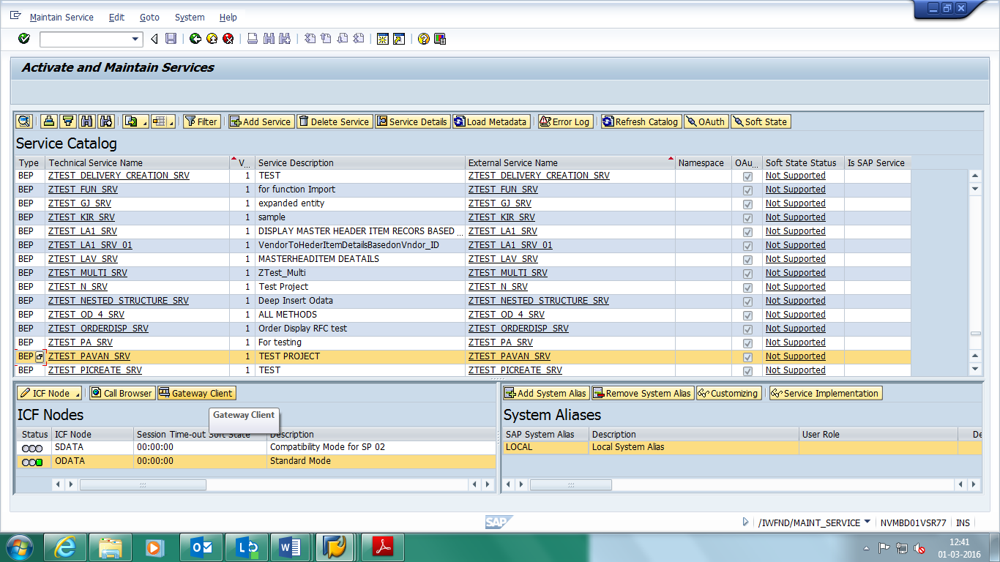 Maintain Service Edit Goto System Help
Activate and Maintain Services
Filter Add Service Delete Service Service Details Load Metadata Error Log Refresh Catalog OAuth Soft State
Service Catalog
Type Technical Service Name V... Service Description External Service Name Namespace OAu... Soft State Status Is SAP Service
BEP ZTEST_DELIVERY_CREATION_SRV 1 TEST ZTEST_DELIVERY_CREATION_SRV Not Supported
BEP ZTEST_FUN_SRV 1 for function Import ZTEST_FUN_SRV Not Supported
BEP ZTEST_GJ_SRV 1 expanded entity ZTEST_GJ_SRV Not Supported
BEP ZTEST_KIR_SRV 1 sample ZTEST_KIR_SRV Not Supported
BEP ZTEST_LA1_SRV 1 DISPLAY MASTER HEADER ITEM RECORS BASED ... ZTEST_LA1_SRV Not Supported
BEP ZTEST_LA1_SRV_01 1 VendorToHederItemDetailsBasedonVndor_ID ZTEST_LA1_SRV_01 Not Supported
BEP ZTEST_LAV_SRV 1 MASTERHEADITEM DEATAILS ZTEST_LAV_SRV Not Supported
BEP ZTEST_MULTI_SRV 1 ZTest_Multi ZTEST_MULTI_SRV Not Supported
BEP ZTEST_N_SRV 1 Test Project ZTEST_N_SRV Not Supported
BEP ZTEST_NESTED_STRUCTURE_SRV 1 Deep Insert Odata ZTEST_NESTED_STRUCTURE_SRV Not Supported
BEP ZTEST_OD_4_SRV 1 ALL METHODS ZTEST_OD_4_SRV Not Supported
BEP ZTEST_ORDERDISP_SRV 1 Order Display RFC test ZTEST_ORDERDISP_SRV Not Supported
BEP ZTEST_PA_SRV 1 For testing ZTEST_PA_SRV Not Supported
BEP ZTEST_PAVAN_SRV 1 TEST PROJECT ZTEST_PAVAN_SRV Not Supported
BEP ZTEST_PICREATE_SRV 1 TEST ZTEST_PICREATE_SRV Not Supported
ICF Node Call Browser Gateway Client Add System Alias Remove System Alias Customizing Service Implementation
ICF Nodes System Aliases
Gateway Client
Status ICF Node Session Time-out Soft State Description SAP System Alias Description User Role De
SDATA 00:00:00 Compatibility Mode for SP 02 LOCAL Local System Alias
ODATA 00:00:00 Standard Mode
SAP /IWFND/MAINT_SERVICE NVMBD01VSR77 INS
12:41
01-03-2016